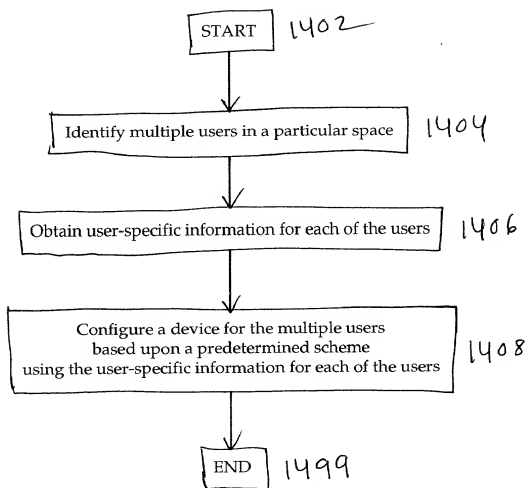 START 1402
Identify multiple users in a particular space 1404
Obtain user-specific information for each of the users 1406
Configure a device for the multiple users
based upon a predetermined scheme
using the user-specific information for each of the users 1408
END 1499